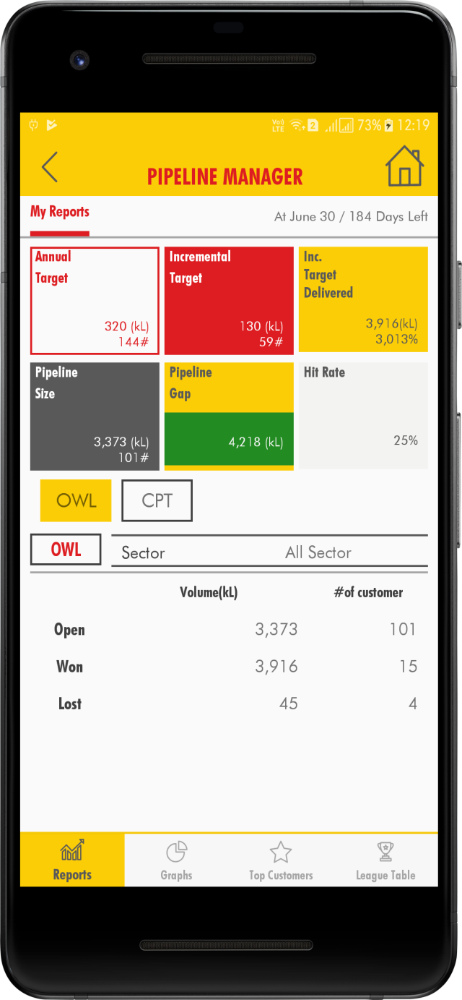 Vo)) LTE 2 73% 12:19
PIPELINE MANAGER
My Reports
At June 30 / 184 Days Left
Annual
Target
320 (kL)
144#
Incremental
Target
130 (kL)
59#
Inc.
Target
Delivered
3,916(kL)
3,013%
Pipeline
Size
3,373 (kL)
101#
Pipeline
Gap
4,218 (kL)
Hit Rate
25%
OWL CPT
OWL Sector All Sector
Volume(kL) #of customer
Open 3,373 101
Won 3,916 15
Lost 45 4
Reports Graphs Top Customers League Table